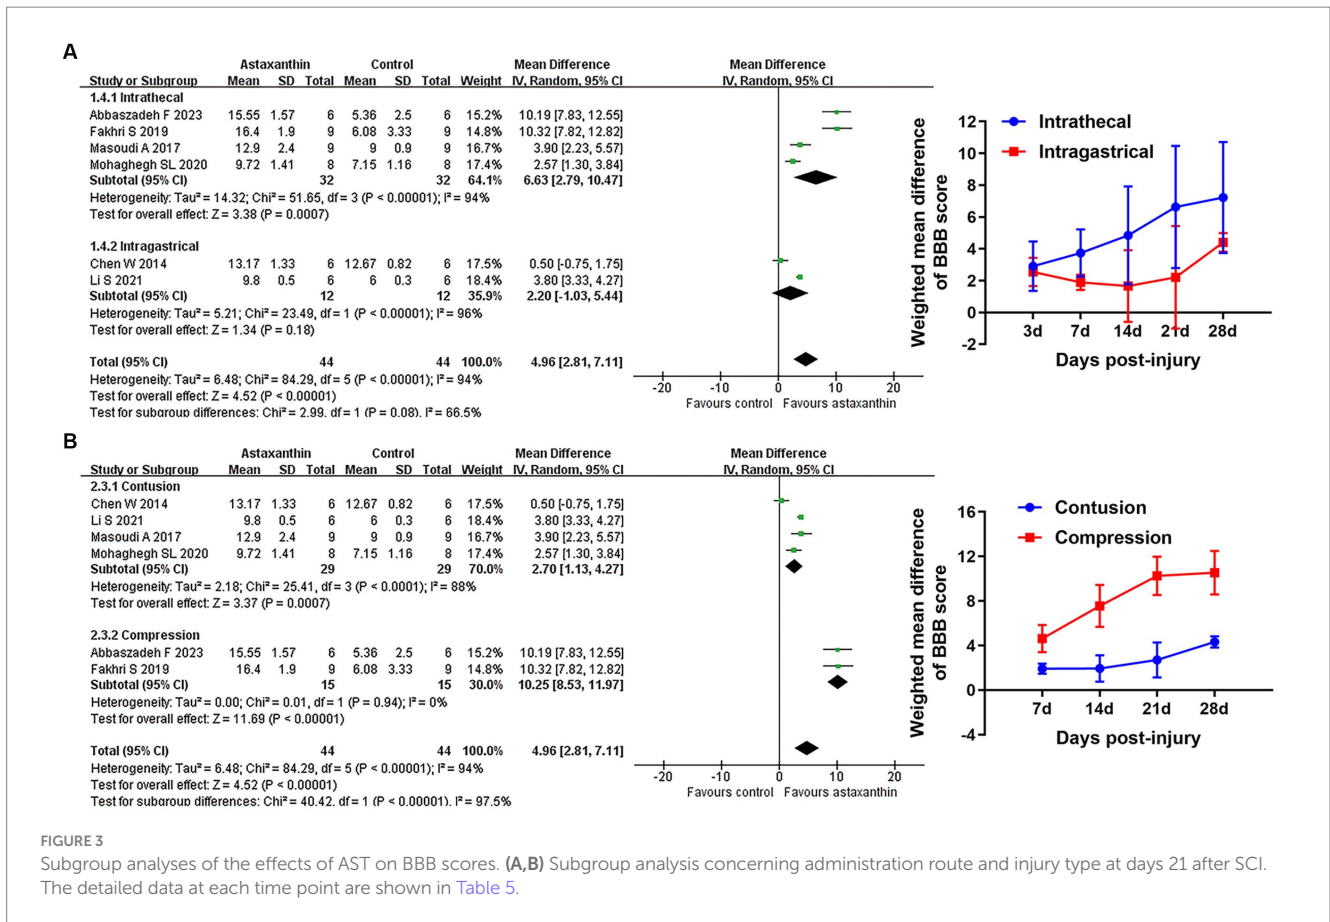 A
Astaxanthin Control Mean Difference Mean Difference
Study or Subgroup Mean SD Total Mean SD Total Weight IV, Random, 95% CI IV, Random, 95% CI
1.4.1 Intrathecal
Abbaszadeh F 2023 15.55 1.57 6 5.36 2.5 6 15.2% 10.19 [7.83, 12.55]
Fakhri S 2019 16.4 1.9 9 6.08 3.33 9 14.8% 10.32 [7.82, 12.82]
Masoudi A 2017 12.9 2.4 9 9 0.9 9 16.7% 3.90 [2.23, 5.57]
Mohaghegh SL 2020 9.72 1.41 8 7.15 1.16 8 17.4% 2.57 [1.30, 3.84]
Subtotal (95% CI) 32 32 64.1% 6.63 [2.79, 10.47]
Heterogeneity: Tau² = 14.32; Chi² = 51.65, df = 3 (P < 0.00001); I² = 94%
Test for overall effect: Z = 3.38 (P = 0.0007)
1.4.2 Intragastrical
Chen W 2014 13.17 1.33 6 12.67 0.82 6 17.5% 0.50 [-0.75, 1.75]
Li S 2021 9.8 0.5 6 6 0.3 6 18.4% 3.80 [3.33, 4.27]
Subtotal (95% CI) 12 12 35.9% 2.20 [-1.03, 5.44]
Heterogeneity: Tau² = 5.21; Chi² = 23.49, df = 1 (P < 0.00001); I² = 96%
Test for overall effect: Z = 1.34 (P = 0.18)
Total (95% CI) 44 44 100.0% 4.96 [2.81, 7.11]
Heterogeneity: Tau² = 6.48; Chi² = 84.29, df = 5 (P < 0.00001); I² = 94%
Test for overall effect: Z = 4.52 (P < 0.00001)
Test for subgroup differences: Chi² = 2.99, df = 1 (P = 0.08), I² = 66.5%
-20 -10 0 10 20
Favours control Favours astaxanthin
Intrathecal
Intragastrical
Weighted mean difference
of BBB score
12
10
8
6
4
2
0
-2
3d 7d 14d 21d 28d
Days post-injury
B
Astaxanthin Control Mean Difference Mean Difference
Study or Subgroup Mean SD Total Mean SD Total Weight IV, Random, 95% CI IV, Random, 95% CI
2.3.1 Contusion
Chen W 2014 13.17 1.33 6 12.67 0.82 6 17.5% 0.50 [-0.75, 1.75]
Li S 2021 9.8 0.5 6 6 0.3 6 18.4% 3.80 [3.33, 4.27]
Masoudi A 2017 12.9 2.4 9 9 0.9 9 16.7% 3.90 [2.23, 5.57]
Mohaghegh SL 2020 9.72 1.41 8 7.15 1.16 8 17.4% 2.57 [1.30, 3.84]
Subtotal (95% CI) 29 29 70.0% 2.70 [1.13, 4.27]
Heterogeneity: Tau² = 2.18; Chi² = 25.41, df = 3 (P < 0.0001); I² = 88%
Test for overall effect: Z = 3.37 (P = 0.0007)
2.3.2 Compression
Abbaszadeh F 2023 15.55 1.57 6 5.36 2.5 6 15.2% 10.19 [7.83, 12.55]
Fakhri S 2019 16.4 1.9 9 6.08 3.33 9 14.8% 10.32 [7.82, 12.82]
Subtotal (95% CI) 15 15 30.0% 10.25 [8.53, 11.97]
Heterogeneity: Tau² = 0.00; Chi² = 0.01, df = 1 (P = 0.94); I² = 0%
Test for overall effect: Z = 11.69 (P < 0.00001)
Total (95% CI) 44 44 100.0% 4.96 [2.81, 7.11]
Heterogeneity: Tau² = 6.48; Chi² = 84.29, df = 5 (P < 0.00001); I² = 94%
Test for overall effect: Z = 4.52 (P < 0.00001)
Test for subgroup differences: Chi² = 40.42, df = 1 (P < 0.00001), I² = 97.5%
-20 -10 0 10 20
Favours control Favours astaxanthin
Contusion
Compression
Weighted mean difference
of BBB score
16
12
8
4
0
-4
7d 14d 21d 28d
Days post-injury
FIGURE 3
Subgroup analyses of the effects of AST on BBB scores. (A,B) Subgroup analysis concerning administration route and injury type at days 21 after SCI.
The detailed data at each time point are shown in Table 5.